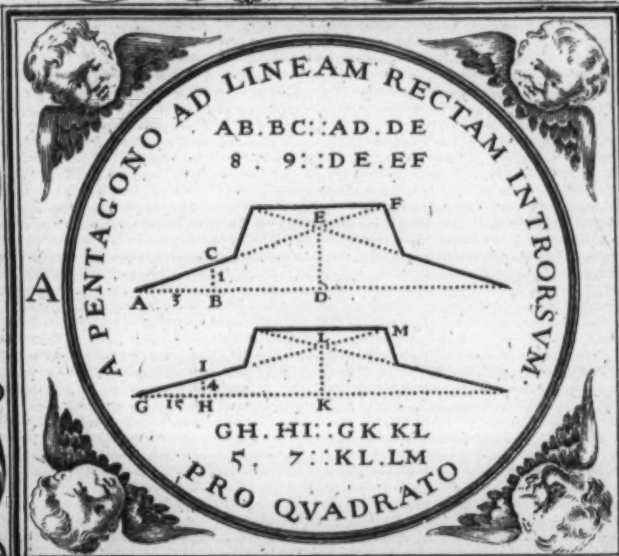 A PENTAGONO AD LINEAM RECTAM INTRORSVM.
AB.BC::AD.DE
8 . 9::DE.EF
E
F
C
1
A
A 3 B D
L
M
I
4
G 15 H K
GH.HI::GK KL
5. 7::KL.LM
PRO QVADRATO